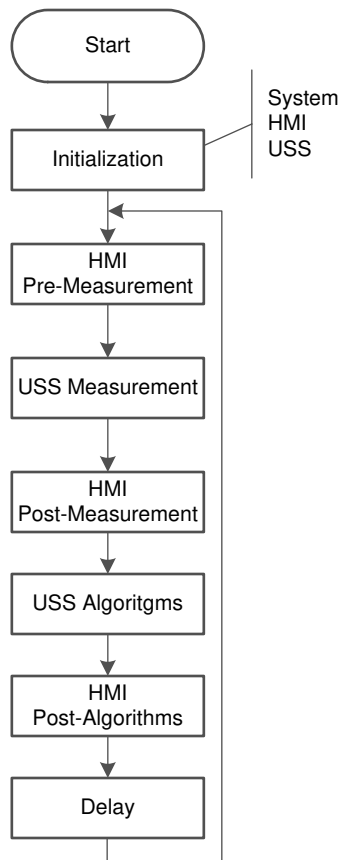 Start
Initialization
System
HMI
USS
HMI
Pre-Measurement
USS Measurement
HMI
Post-Measurement
USS Algoritgms
HMI
Post-Algorithms
Delay